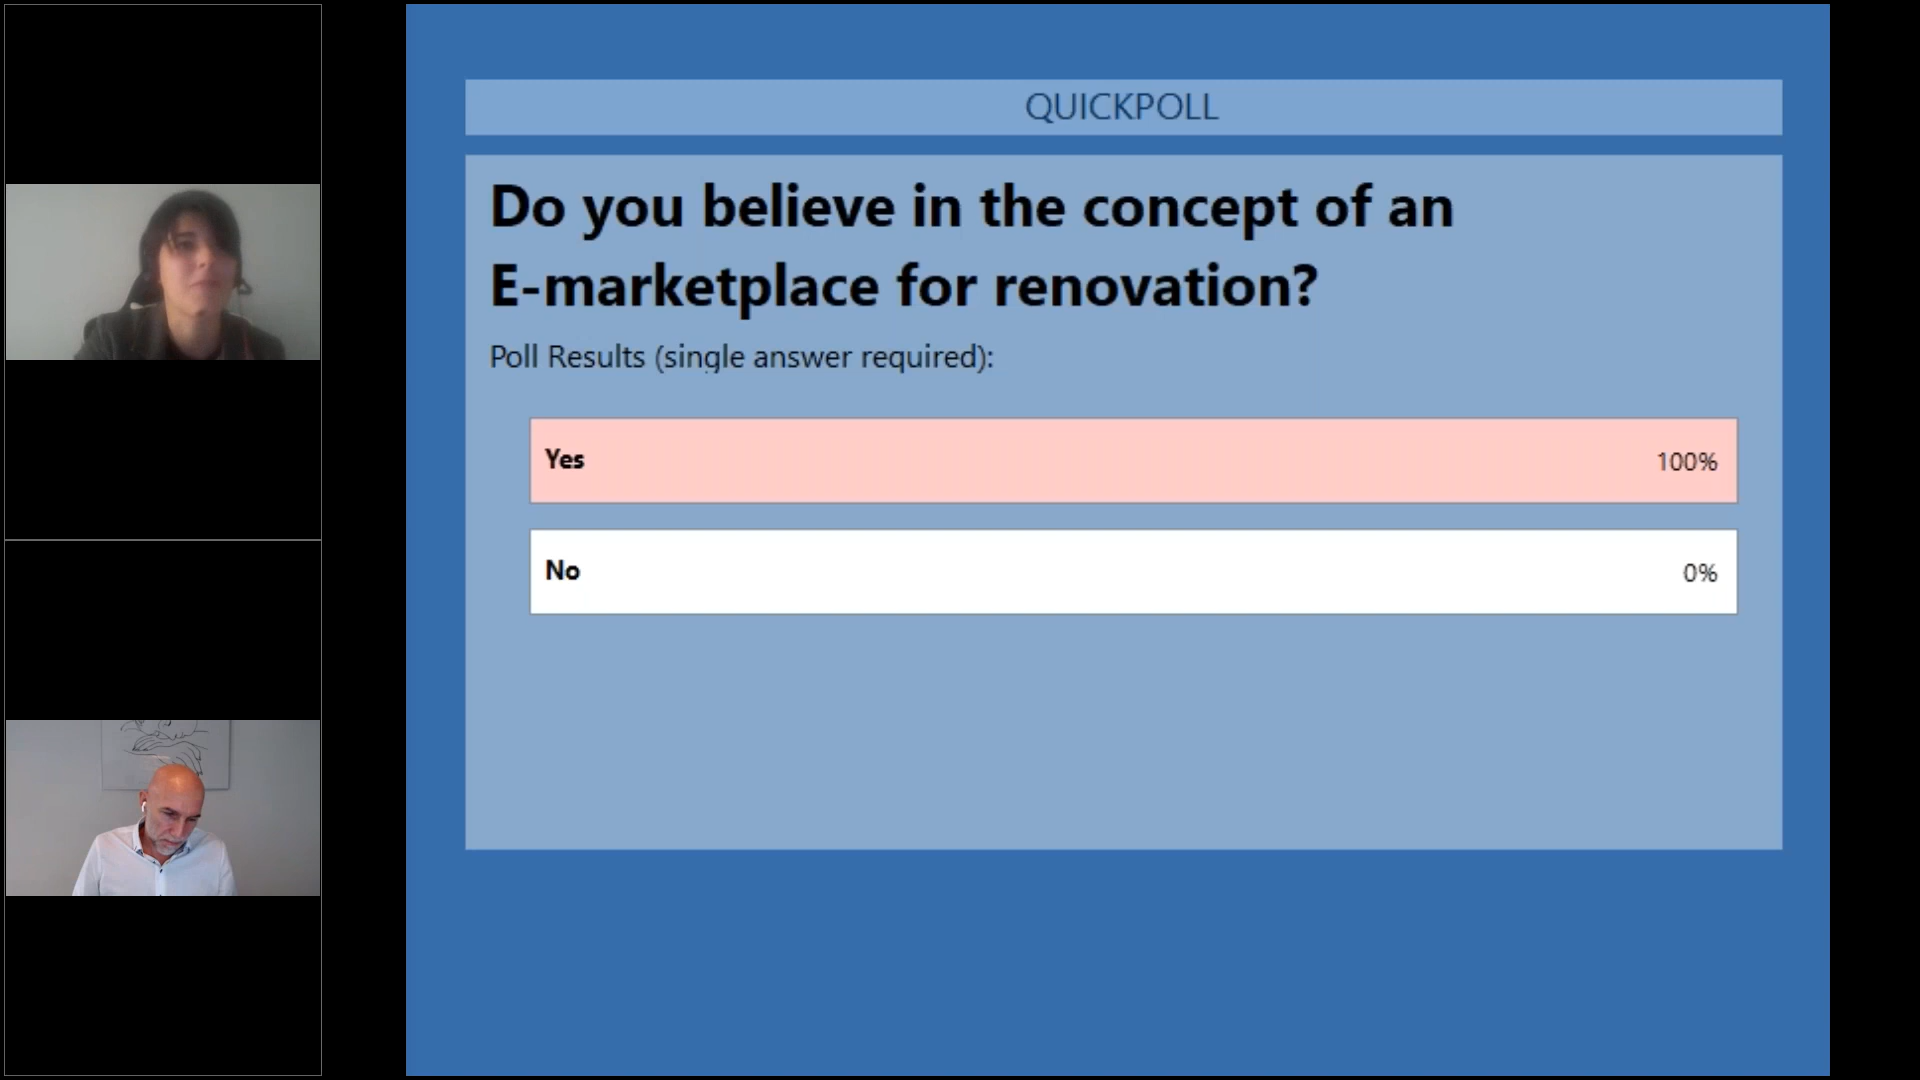 QUICKPOLL
Do you believe in the concept of an
E-marketplace for renovation?
Poll Results (single answer required):
Yes 100%
No 0%